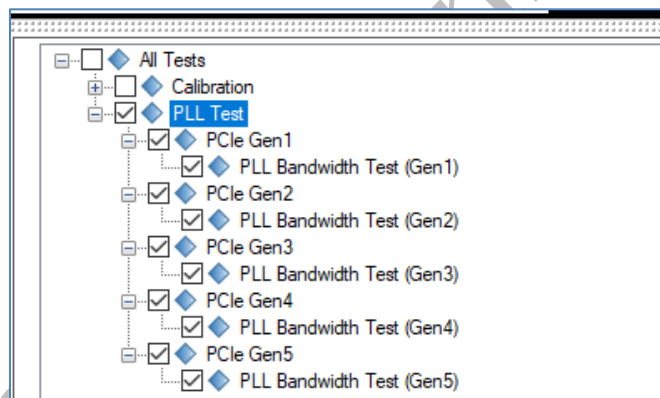 All Tests
Calibration
PLL Test
PCIe Gen1
PLL Bandwidth Test (Gen1)
PCIe Gen2
PLL Bandwidth Test (Gen2)
PCIe Gen3
PLL Bandwidth Test (Gen3)
PCIe Gen4
PLL Bandwidth Test (Gen4)
PCIe Gen5
PLL Bandwidth Test (Gen5)